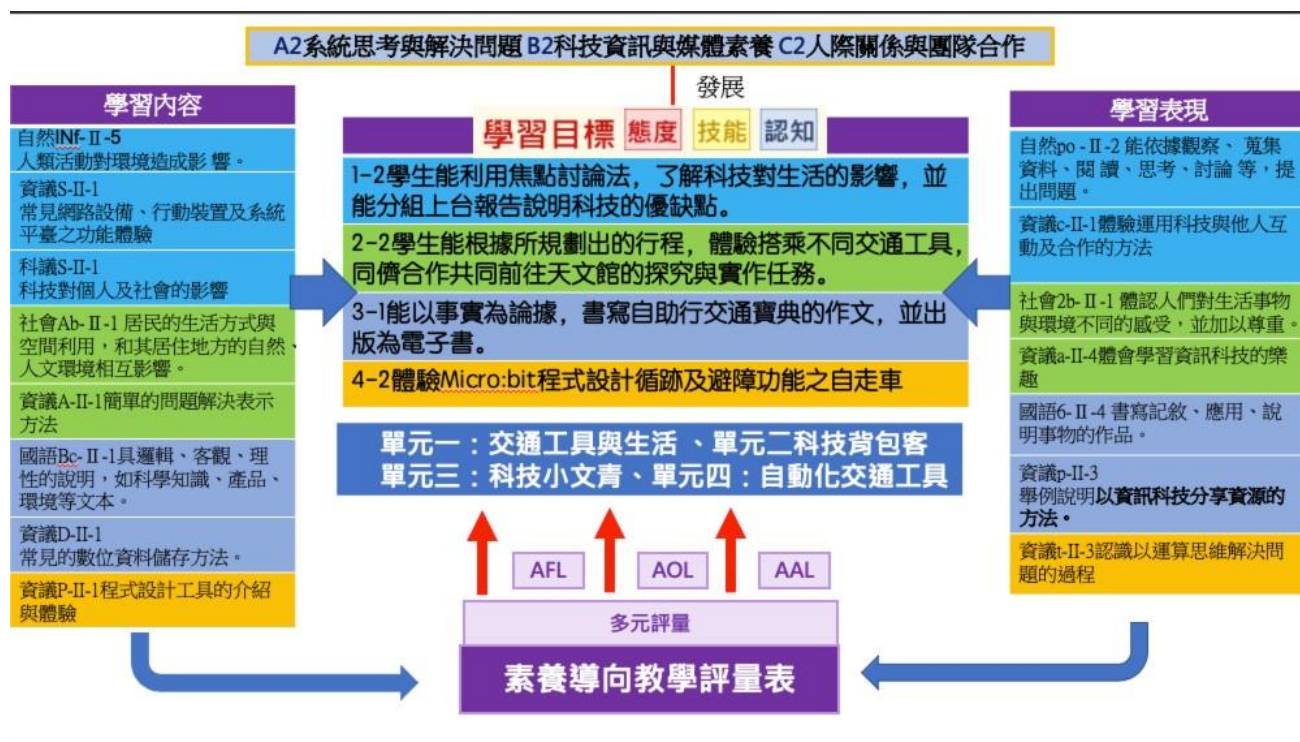 A2系統思考與解決問題 B2科技資訊與媒體素養 C2人際關係與團隊合作
發展
學習內容
自然INf-Ⅱ-5
人類活動對環境造成影 響。
資議S-II-1
常見網路設備、行動裝置及系統
平臺之功能體驗
科議S-II-1
科技對個人及社會的影響
社會Ab-Ⅱ-1 居民的生活方式與
空間利用，和其居住地方的自然、
人文環境相互影響。
資議A-II-1簡單的問題解決表示
方法
國語Bc-Ⅱ-1具邏輯、客觀、理
性的說明，如科學知識、產品、
環境等文本。
資議D-II-1
常見的數位資料儲存方法。
資議P-II-1程式設計工具的介紹
與體驗
學習目標 態度 技能 認知
1-2學生能利用焦點討論法，了解科技對生活的影響，並
能分組上台報告說明科技的優缺點。
2-2學生能根據所規劃出的行程，體驗搭乘不同交通工具，
同儕合作共同前往天文館的探究與實作任務。
3-1能以事實為論據，書寫自助行交通寶典的作文，並出
版為電子書。
4-2體驗Micro:bit程式設計循跡及避障功能之自走車
單元一：交通工具與生活 、單元二科技背包客
單元三：科技小文青、單元四：自動化交通工具
AFL
AOL
AAL
多元評量
素養導向教學評量表
學習表現
自然po -Ⅱ-2 能依據觀察、 蒐集
資料、閱 讀、思考、討論 等，提
出問題。
資議c-II-1體驗運用科技與他人互
動及合作的方法
社會2b-Ⅱ-1 體認人們對生活事物
與環境不同的感受，並加以尊重。
資議a-II-4體會學習資訊科技的樂
趣
國語6-Ⅱ-4 書寫記敘、應用、說
明事物的作品。
資議p-II-3
舉例說明以資訊科技分享資源的
方法。
資議t-II-3認識以運算思維解決問
題的過程